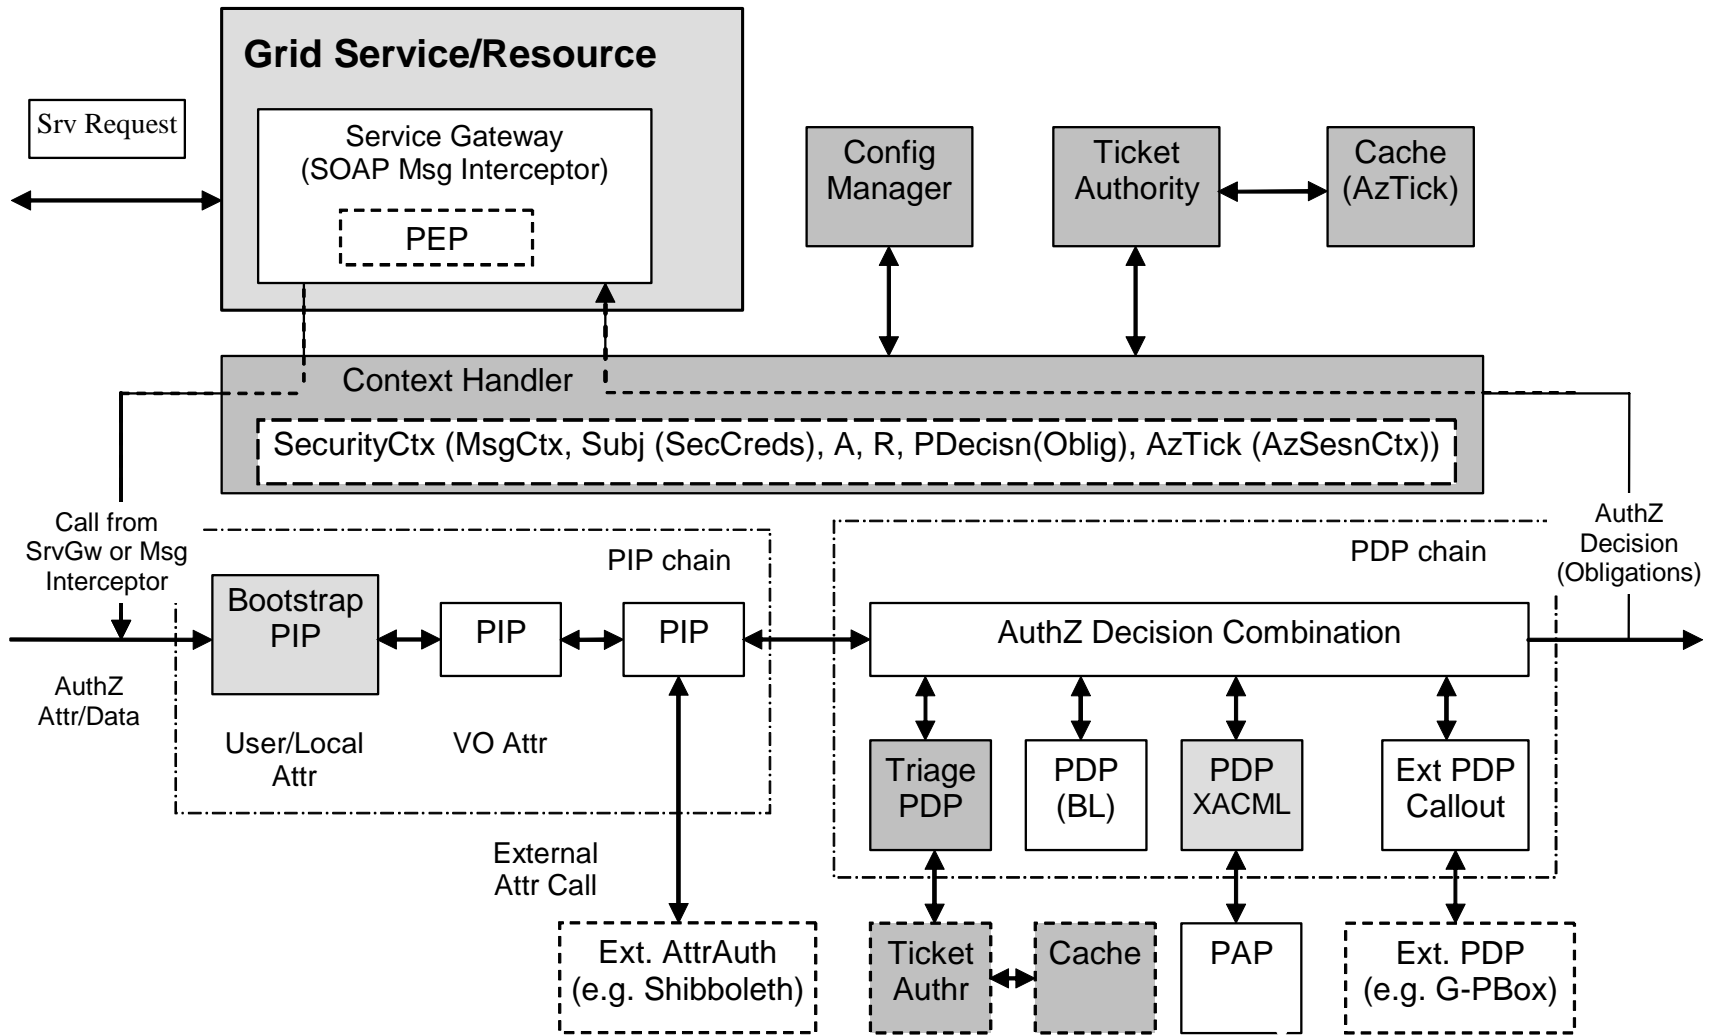 Grid Service/Resource
Srv Request
Service Gateway
(SOAP Msg Interceptor)
PEP
Config
Manager
Ticket
Authority
Cache
(AzTick)
Context Handler
SecurityCtx (MsgCtx, Subj (SecCreds), A, R, PDecisn(Oblig), AzTick (AzSesnCtx))
Call from
SrvGw or Msg
Interceptor
PIP chain
PDP chain
AuthZ
Decision
(Obligations)
Bootstrap
PIP
PIP
PIP
AuthZ Decision Combination
AuthZ
Attr/Data
User/Local
Attr
VO Attr
Triage
PDP
PDP
(BL)
PDP
XACML
Ext PDP
Callout
External
Attr Call
Ext. AttrAuth
(e.g. Shibboleth)
Ticket
Authr
Cache
PAP
Ext. PDP
(e.g. G-PBox)